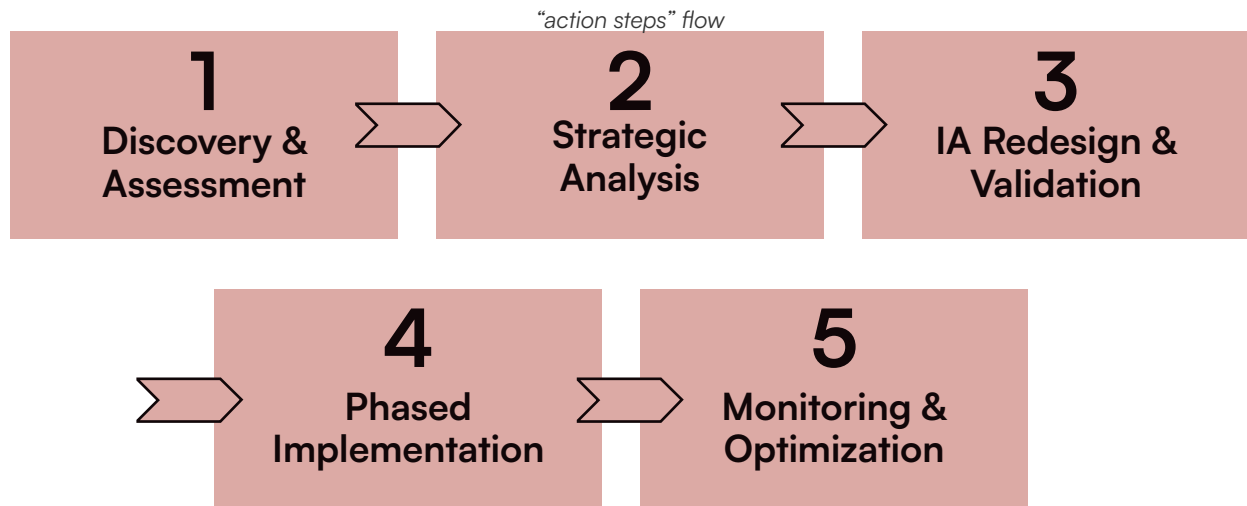 “action steps” flow
1
Discovery &
Assessment
2
Strategic
Analysis
3
IA Redesign &
Validation
4
Phased
Implementation
5
Monitoring &
Optimization